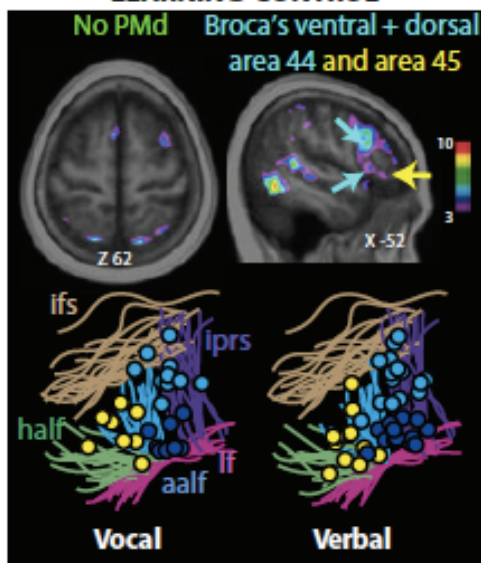 No PMd
Broca's ventral + dorsal
area 44 and area 45
10
3
Z 62
X -52
ifs
iprs
half
lf
aalf
Vocal
Verbal